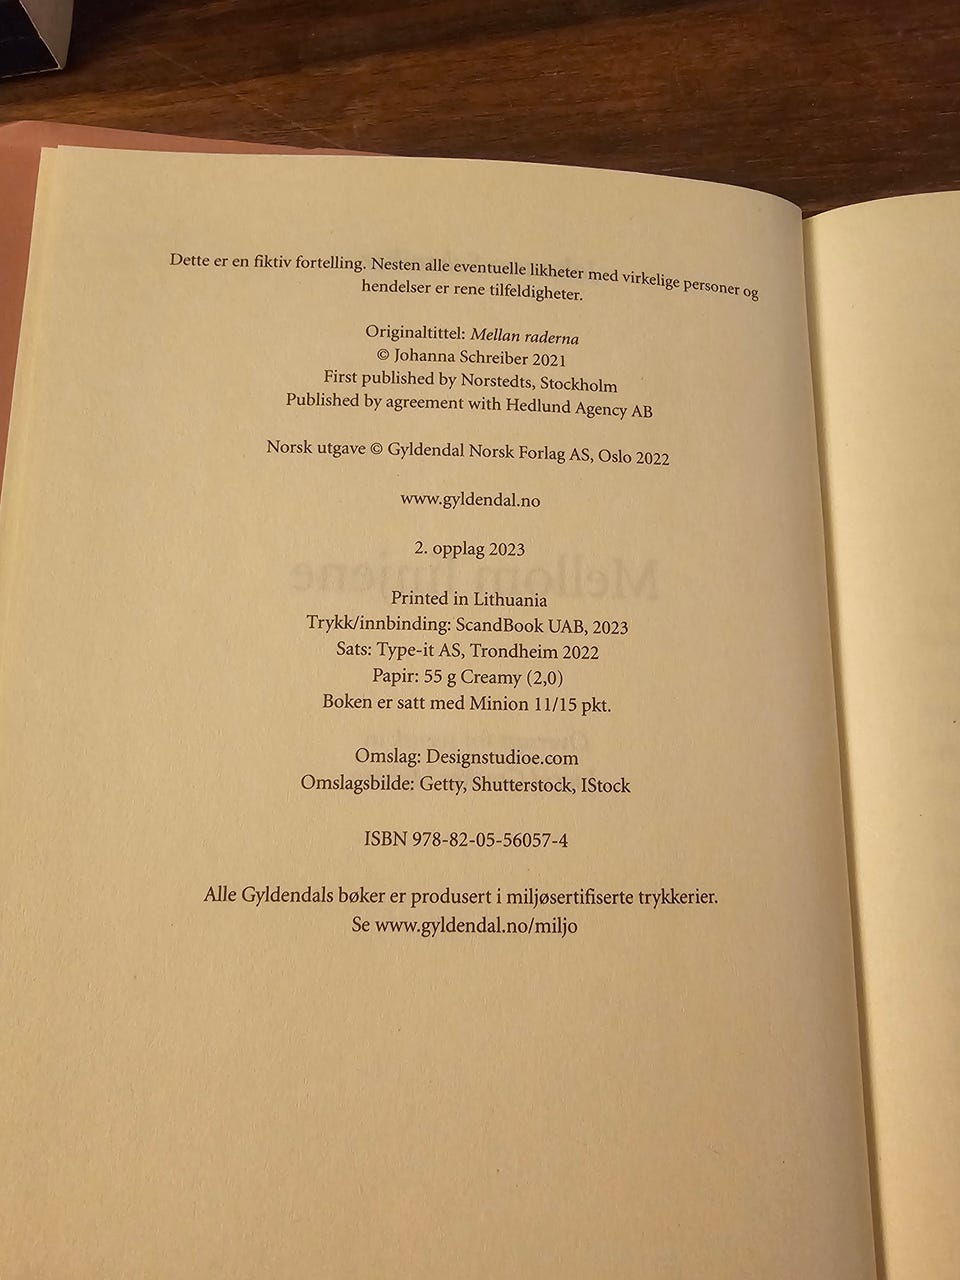 Dette er en fiktiv fortelling. Nesten alle eventuelle likheter med virkelige personer og
hendelser er rene tilfeldigheter.
Originaltittel: Mellan raderna
© Johanna Schreiber 2021
First published by Norstedts, Stockholm
Published by agreement with Hedlund Agency AB
Norsk utgave © Gyldendal Norsk Forlag AS, Oslo 2022
www.gyldendal.no
2. opplag 2023
Mellom linjene
Printed in Lithuania
Trykk/innbinding: ScandBook UAB, 2023
Sats: Type-it AS, Trondheim 2022
Papir: 55 g Creamy (2,0)
Boken er satt med Minion 11/15 pkt.
Omslag: Designstudioe.com
Omslagsbilde: Getty, Shutterstock, IStock
ISBN 978-82-05-56057-4
Alle Gyldendals bøker er produsert i miljøsertifiserte trykkerier.
Se www.gyldendal.no/miljo